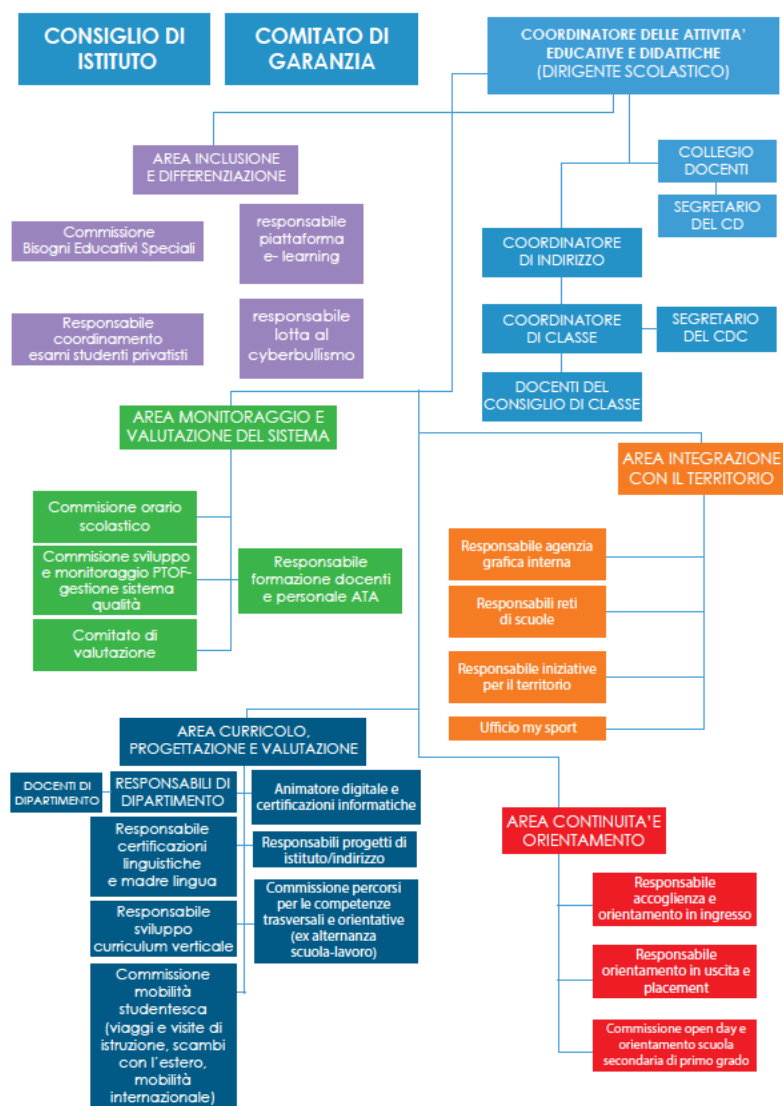 CONSIGLIO DI
ISTITUTO
COMITATO DI
GARANZIA
COORDINATORE DELLE ATTIVITA'
EDUCATIVE E DIDATTICHE
(DIRIGENTE SCOLASTICO)
AREA INCLUSIONE
E DIFFERENZIAZIONE
COLLEGIO
DOCENTI
SEGRETARIO
DEL CD
Commissione
Bisogni Educativi Speciali
responsabile
piattaforma
e- learning
COORDINATORE
DI INDIRIZZO
Responsabile
coordinamento
esami studenti privatisti
responsabile
lotta al
cyberbullismo
COORDINATORE
DI CLASSE
SEGRETARIO
DEL CDC
DOCENTI DEL
CONSIGLIO DI CLASSE
AREA MONITORAGGIO E
VALUTAZIONE DEL SISTEMA
AREA INTEGRAZIONE
CON IL TERRITORIO
Commisione orario
scolastico
Commisione sviluppo
e monitoraggio PTOF-
gestione sistema
qualità
Responsabile
formazione docenti
e personale ATA
Comitato di
valutazione
Responsabile agenzia
grafica interna
Responsabili reti
di scuole
Responsabile iniziative
per il territorio
Ufficio my sport
AREA CURRICOLO,
PROGETTAZIONE E VALUTAZIONE
DOCENTI DI
DIPARTIMENTO
RESPONSABILI DI
DIPARTIMENTO
Animatore digitale e
certificazioni informatiche
Responsabile
certificazioni
linguistiche
e madre lingua
Responsabili progetti di
istituto/indirizzo
Responsabile
sviluppo
curriculum verticale
Commissione percorsi
per le competenze
trasversali e orientative
(ex alternanza
scuola-lavoro)
Commissione
mobilità
studentesca
(viaggi e visite di
istruzione, scambi
con l'estero,
mobilità
internazionale)
AREA CONTINUITA'E
ORIENTAMENTO
Responsabile
accoglienza e
orientamento in ingresso
Responsabile
orientamento in uscita e
placement
Commissione open day e
orientamento scuola
secondaria di primo grado